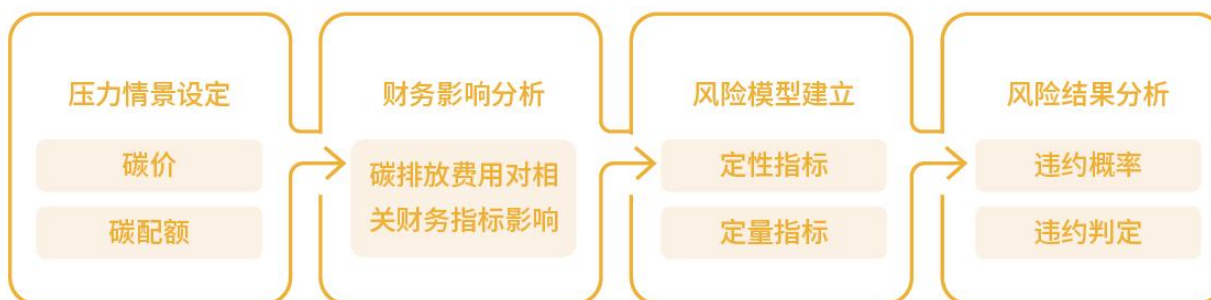 压力情景设定
碳价
碳配额
财务影响分析
碳排放费用对相
关财务指标影响
风险模型建立
定性指标
定量指标
风险结果分析
违约概率
违约判定